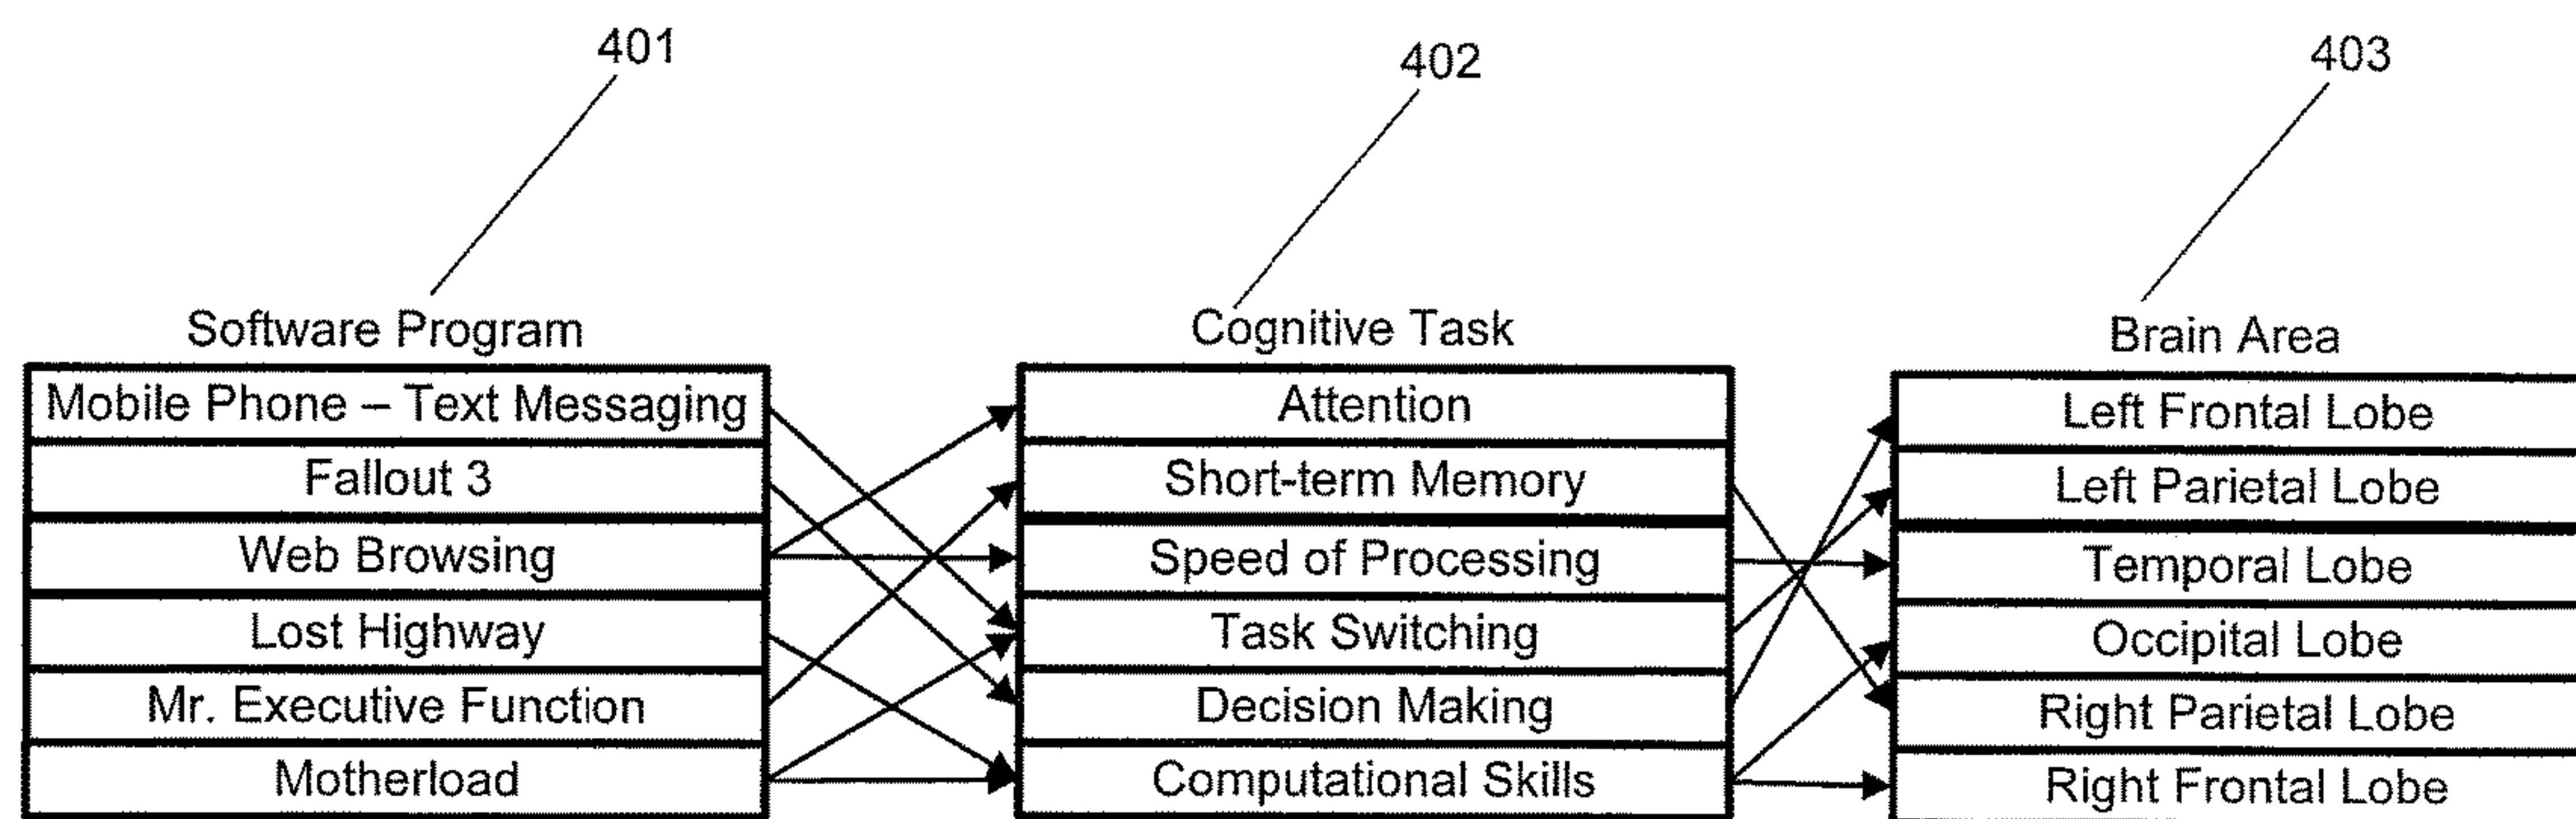 401
402
403
Software Program
Mobile Phone – Text Messaging
Fallout 3
Web Browsing
Lost Highway
Mr. Executive Function
Motherload
Cognitive Task
Attention
Short-term Memory
Speed of Processing
Task Switching
Decision Making
Computational Skills
Brain Area
Left Frontal Lobe
Left Parietal Lobe
Temporal Lobe
Occipital Lobe
Right Parietal Lobe
Right Frontal Lobe